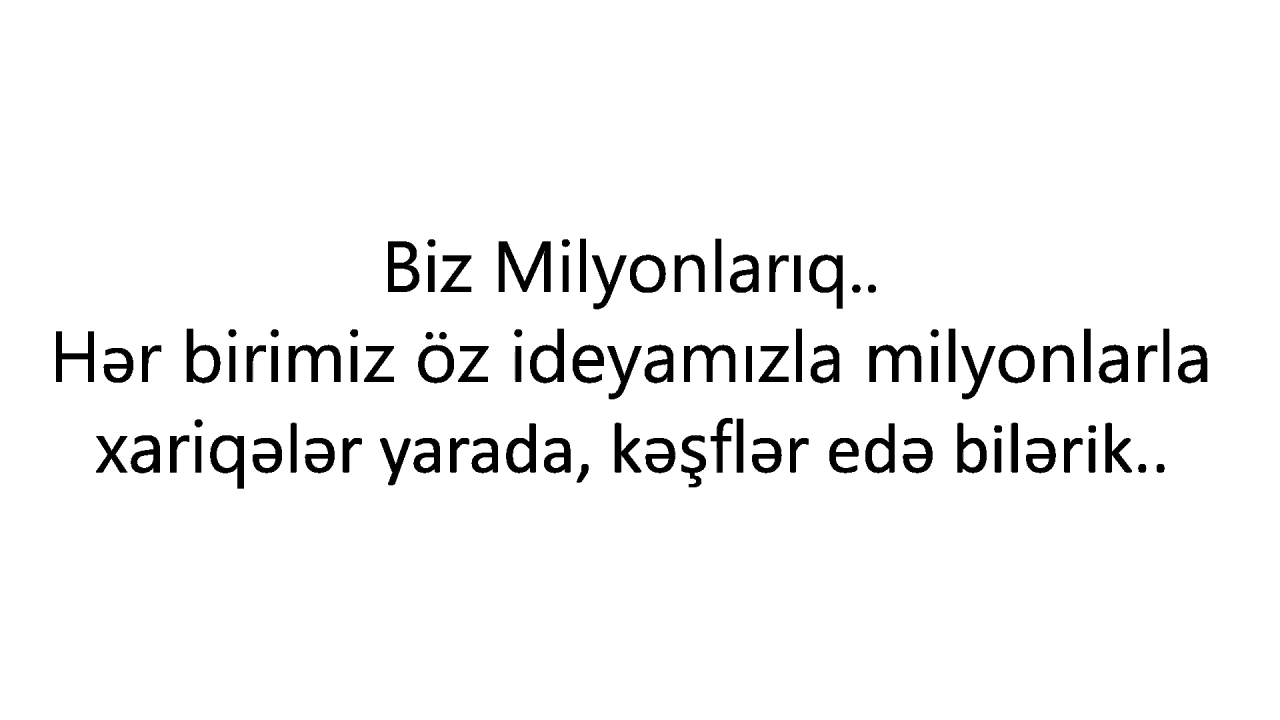 Biz Milyonlarıq..
Hər birimiz öz ideyamızla milyonlarla
xariqələr yarada, kəşflər edə bilərik..